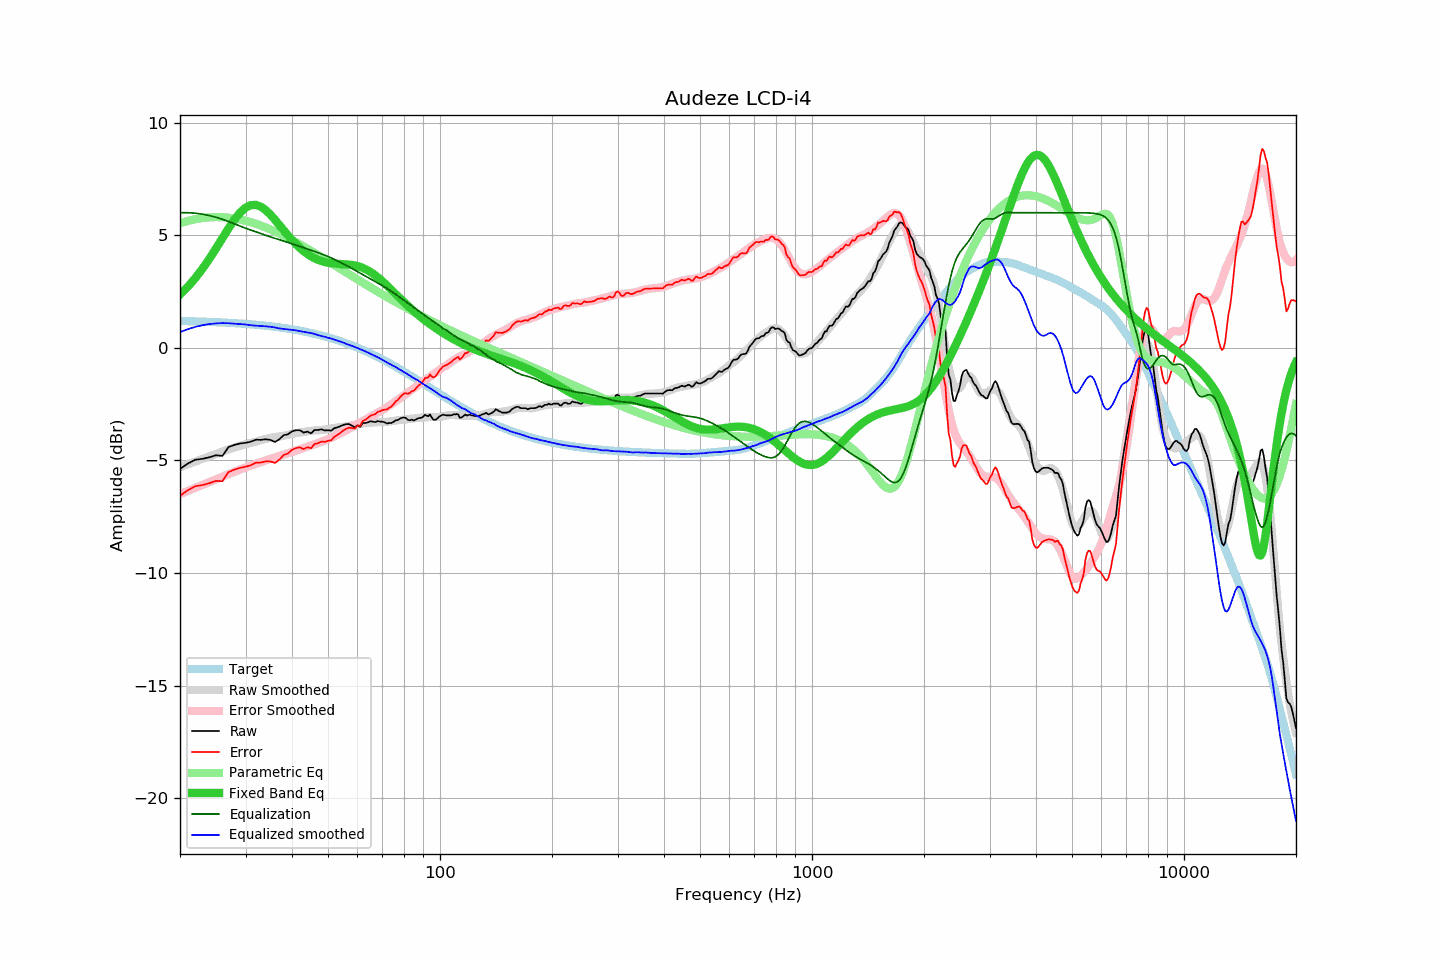 Audeze LCD-i4
10
5
0
−5
−10
−15
−20
Amplitude (dBr)
Target
Raw Smoothed
Error Smoothed
Raw
Error
Parametric Eq
Fixed Band Eq
Equalization
Equalized smoothed
100
1000
10000
Frequency (Hz)